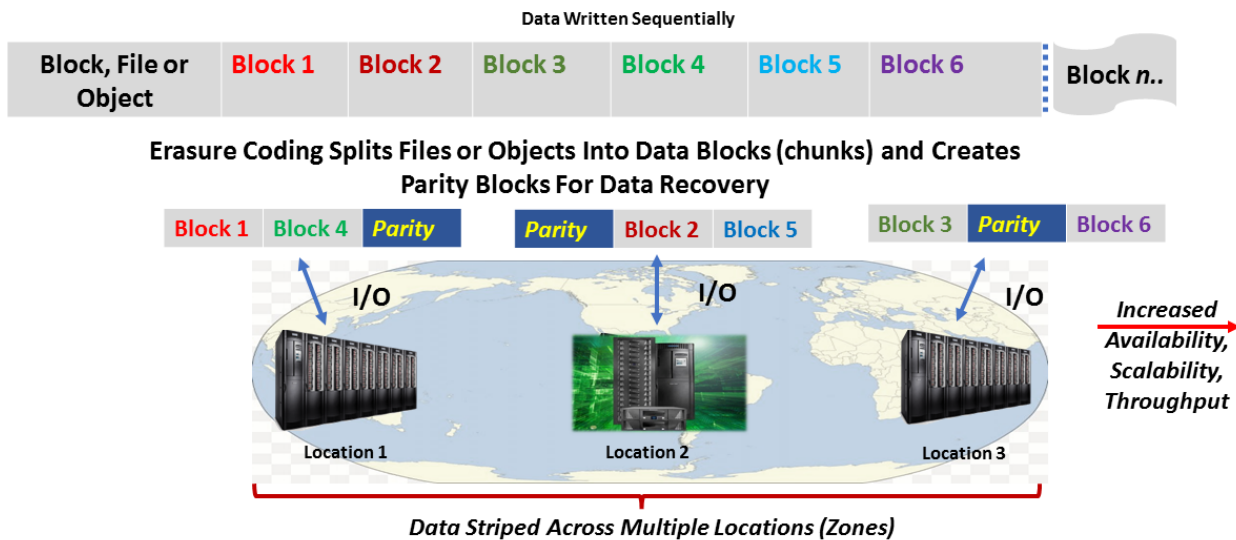 Data Written Sequentially
Block, File or
Object
Block 1
Block 2
Block 3
Block 4
Block 5
Block 6
Block n..
Erasure Coding Splits Files or Objects Into Data Blocks (chunks) and Creates
Parity Blocks For Data Recovery
Block 1 Block 4 Parity
Parity Block 2 Block 5
Block 3 Parity Block 6
I/O
I/O
I/O
Increased
Availability,
Scalability,
Throughput
Location 1
Location 2
Location 3
Data Striped Across Multiple Locations (Zones)